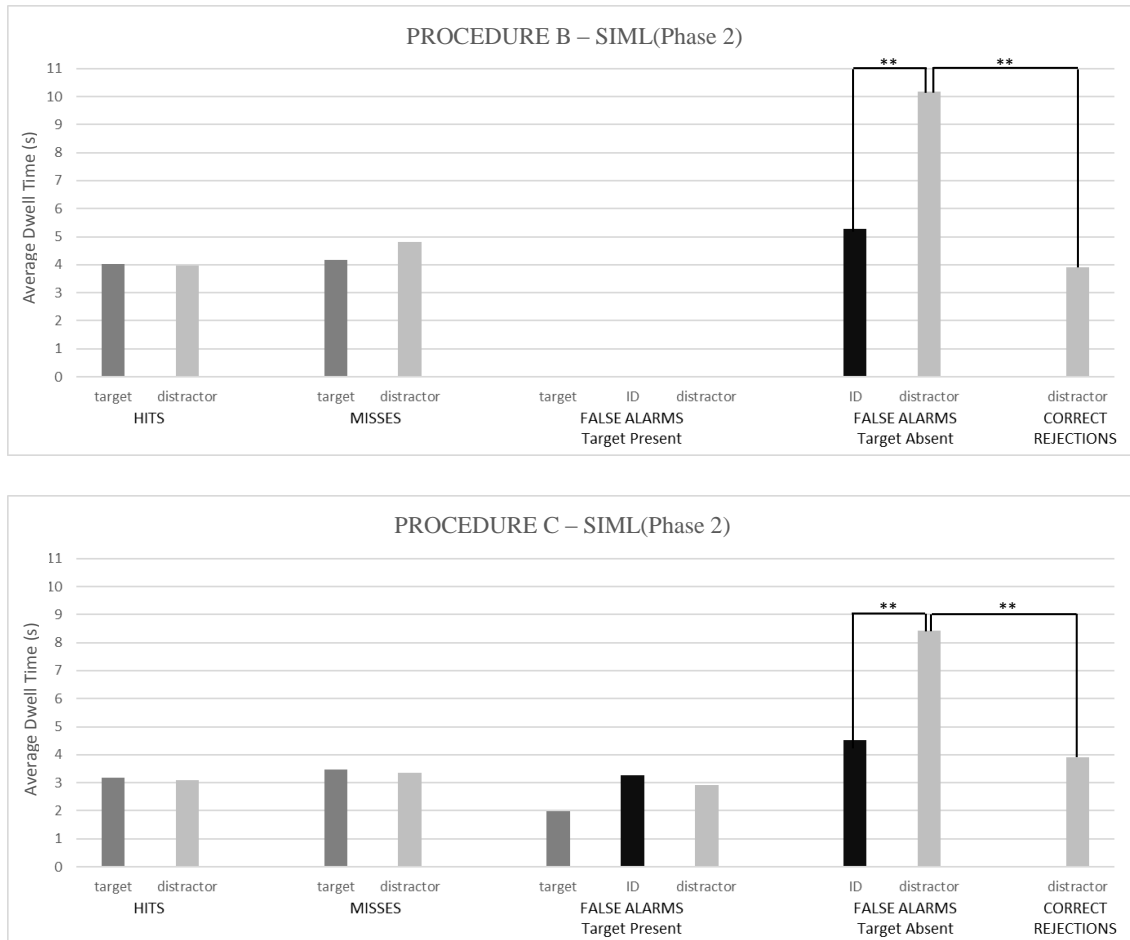 PROCEDURE B – SIML(Phase 2)
Average Dwell Time (s)
11
10
9
8
7
6
5
4
3
2
1
0
** **
target distractor target distractor target ID distractor ID distractor distractor
HITS MISSES FALSE ALARMS FALSE ALARMS CORRECT
Target Present Target Absent REJECTIONS
PROCEDURE C – SIML(Phase 2)
Average Dwell Time (s)
11
10
9
8
7
6
5
4
3
2
1
0
** **
target distractor target distractor target ID distractor ID distractor distractor
HITS MISSES FALSE ALARMS FALSE ALARMS CORRECT
Target Present Target Absent REJECTIONS